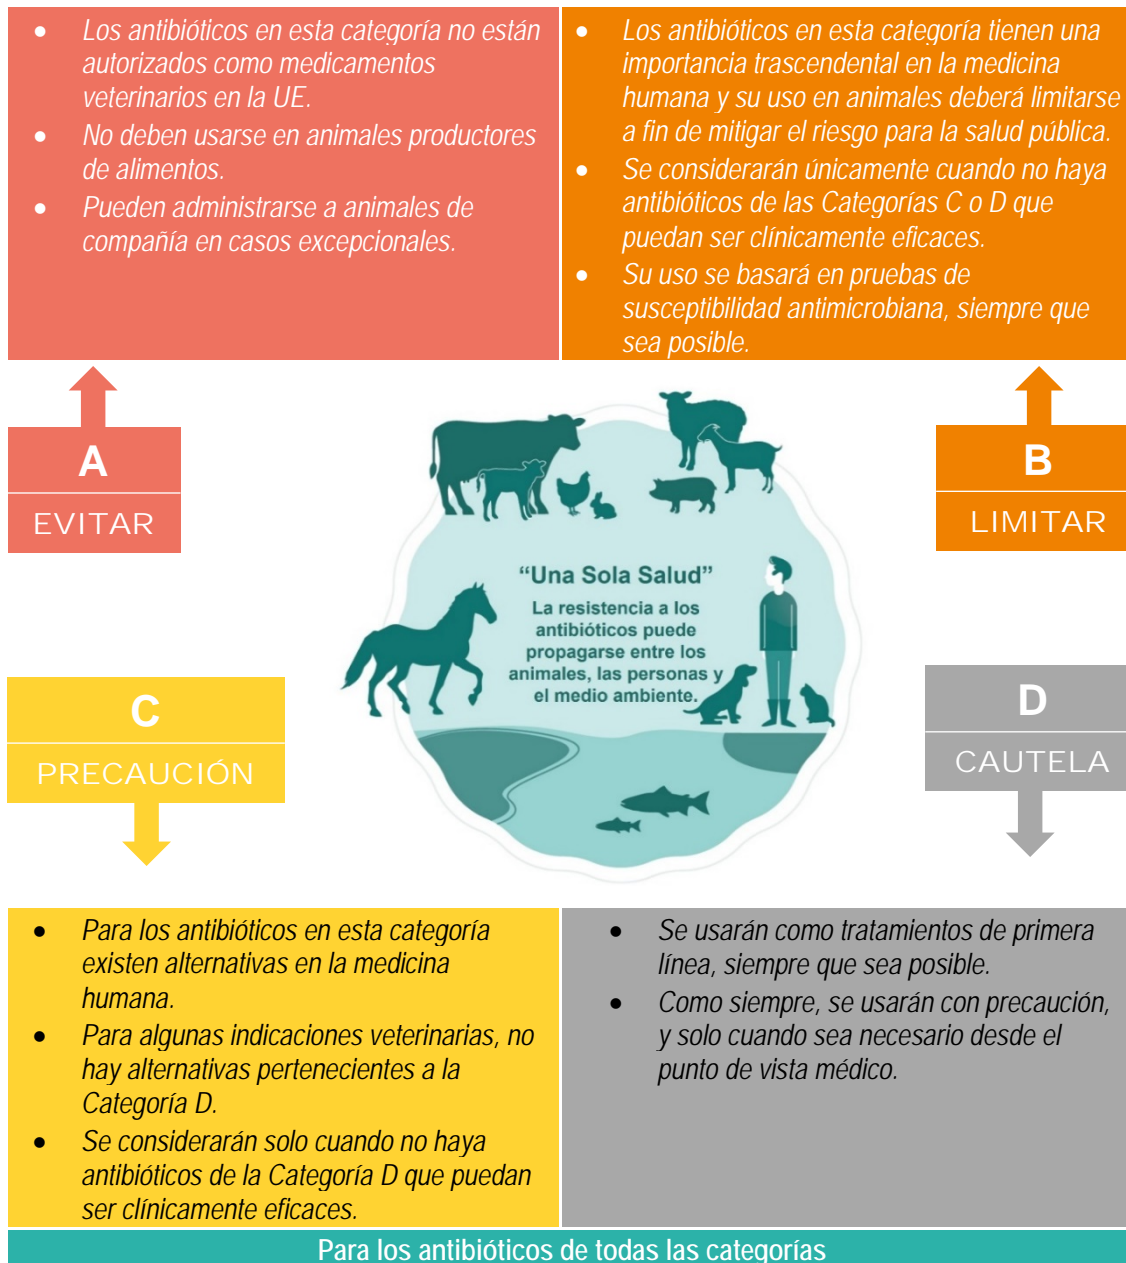 • Los antibióticos en esta categoría no están
autorizados como medicamentos
veterinarios en la UE.
• No deben usarse en animales productores
de alimentos.
• Pueden administrarse a animales de
compañía en casos excepcionales.
• Los antibióticos en esta categoría tienen una
importancia trascendental en la medicina
humana y su uso en animales deberá limitarse
a fin de mitigar el riesgo para la salud pública.
• Se considerarán únicamente cuando no haya
antibióticos de las Categorías C o D que
puedan ser clínicamente eficaces.
• Su uso se basará en pruebas de
susceptibilidad antimicrobiana, siempre que
sea posible.
A
EVITAR
B
LIMITAR
“Una Sola Salud”
La resistencia a los
antibióticos puede
propagarse entre los
animales, las personas y
el medio ambiente.
C
PRECAUCIÓN
D
CAUTELA
• Para los antibióticos en esta categoría
existen alternativas en la medicina
humana.
• Para algunas indicaciones veterinarias, no
hay alternativas pertenecientes a la
Categoría D.
• Se considerarán solo cuando no haya
antibióticos de la Categoría D que puedan
ser clínicamente eficaces.
• Se usarán como tratamientos de primera
línea, siempre que sea posible.
• Como siempre, se usarán con precaución,
y solo cuando sea necesario desde el
punto de vista médico.
Para los antibióticos de todas las categorías